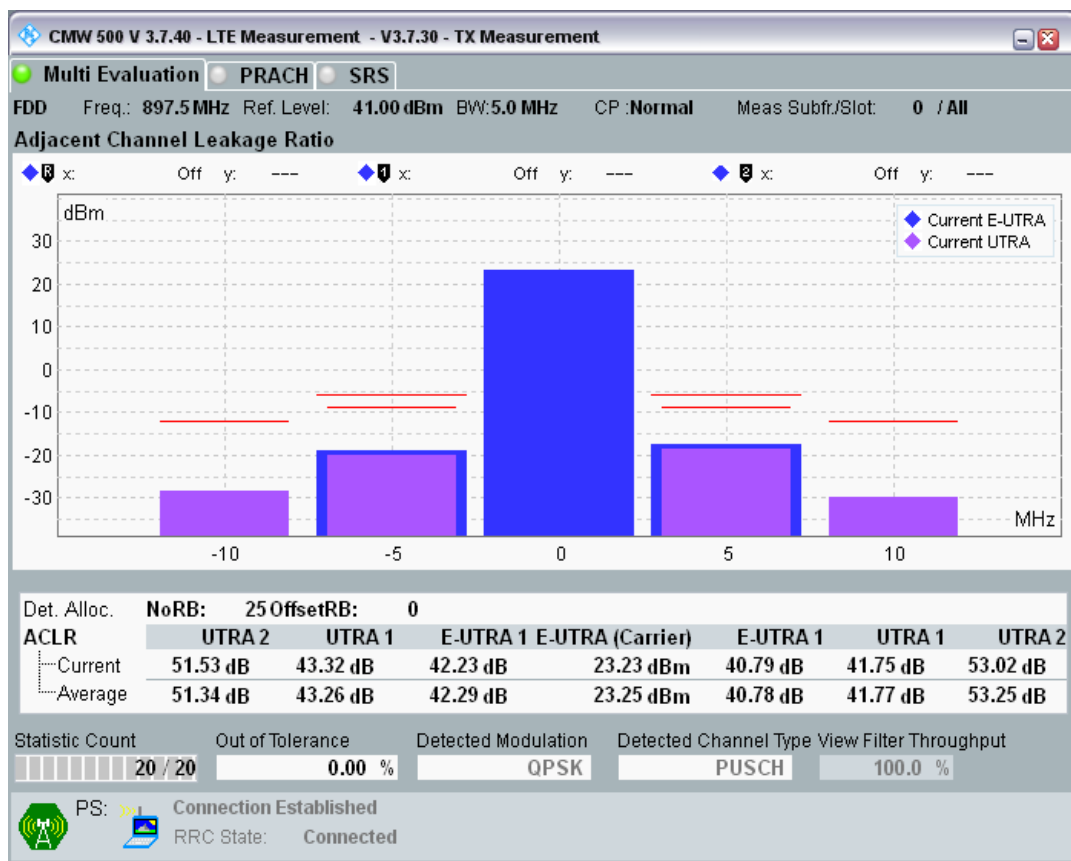 CMW 500 V 3.7.40 - LTE Measurement - V3.7.30 - TX Measurement
Multi Evaluation PRACH SRS
FDD Freq.: 897.5 MHz Ref. Level: 41.00 dBm BW:5.0 MHz CP :Normal Meas Subfr./Slot: 0 / All
Adjacent Channel Leakage Ratio
R x: Off y: --- 1 x: Off y: --- 2 x: Off y: ---
dBm
Current E-UTRA
Current UTRA
30
20
10
0
-10
-20
-30
MHz
-10 -5 0 5 10
Det. Alloc. NoRB: 25 OffsetRB: 0
ACLR UTRA 2 UTRA 1 E-UTRA 1 E-UTRA (Carrier) E-UTRA 1 UTRA 1 UTRA 2
Current 51.53 dB 43.32 dB 42.23 dB 23.23 dBm 40.79 dB 41.75 dB 53.02 dB
Average 51.34 dB 43.26 dB 42.29 dB 23.25 dBm 40.78 dB 41.77 dB 53.25 dB
Statistic Count Out of Tolerance Detected Modulation Detected Channel Type View Filter Throughput
20 / 20 0.00 % QPSK PUSCH 100.0 %
PS: Connection Established
RRC State: Connected